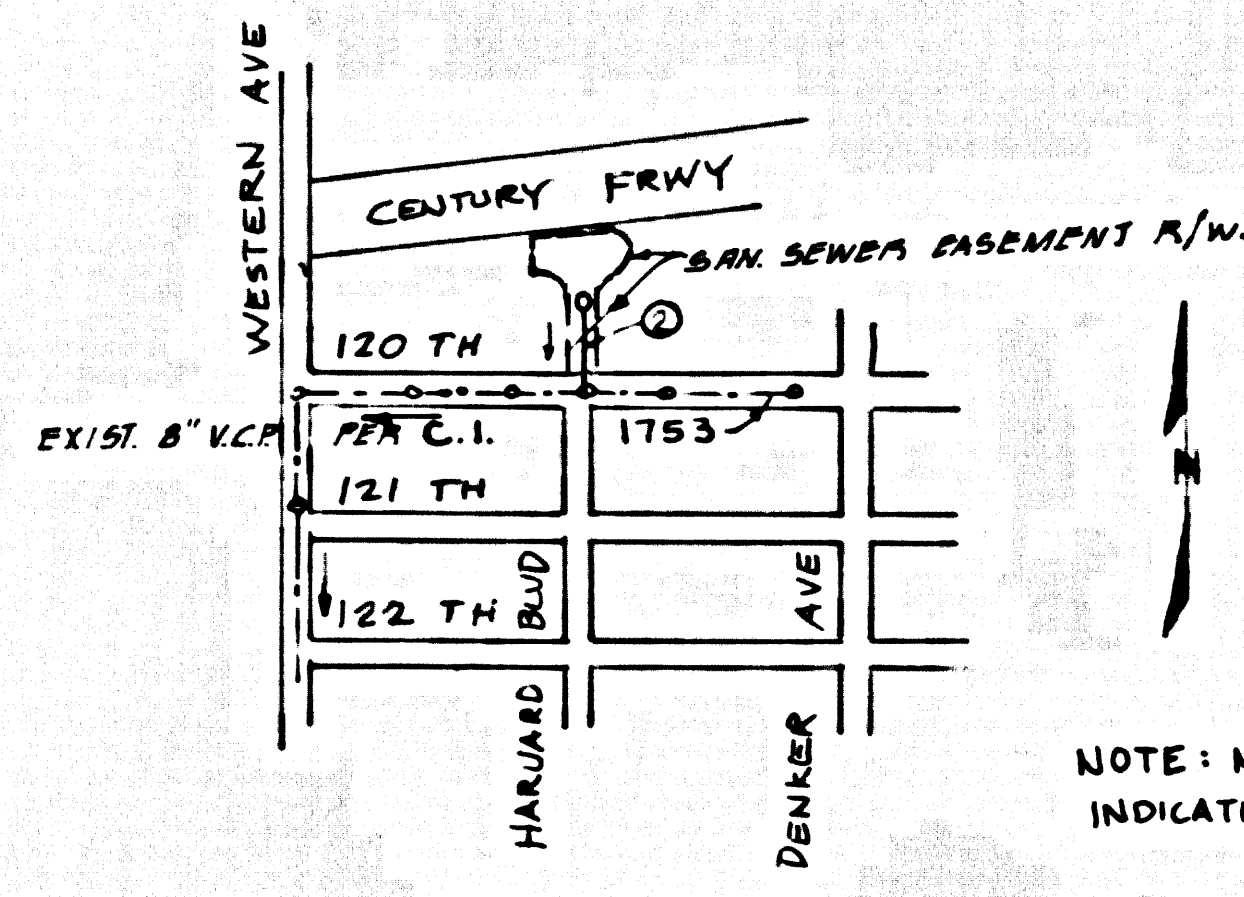 WESTERN AVE
CENTURY FRWY
SAN. SEWER EASEMENT R/W.
2
120 TH
EXIST. 8" V.C.P.
PER C.I.
1753
121 TH
N
122 TH
HARVARD BLVD
DENKER AVE
NOTE: